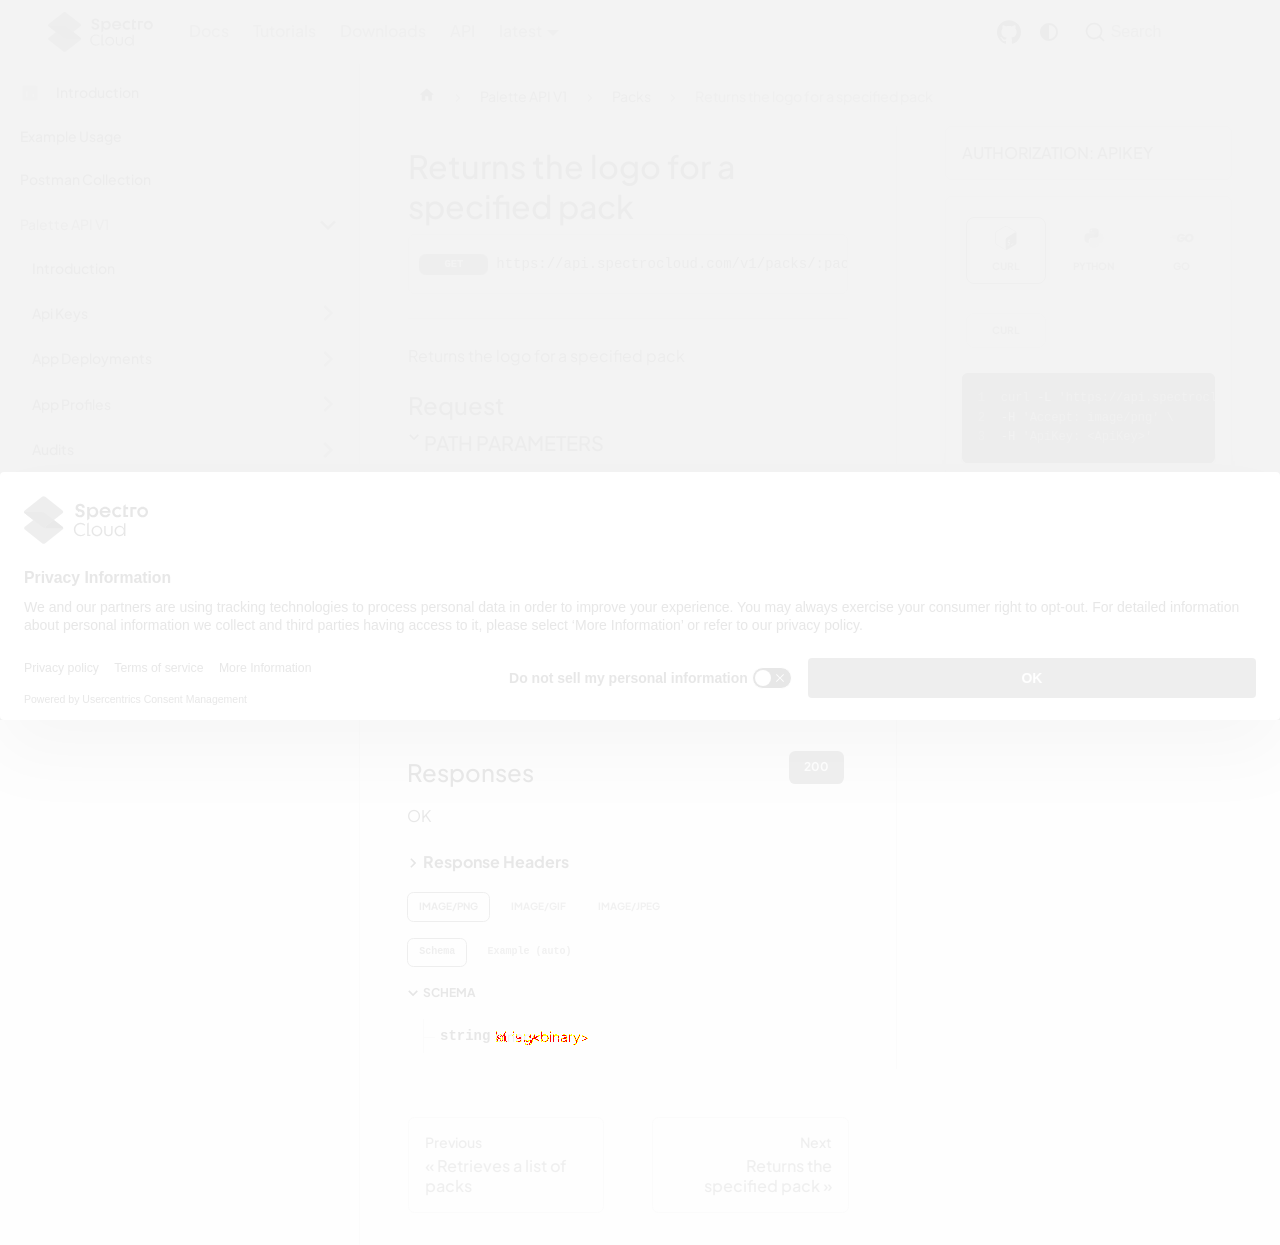 Spectro
Cloud
Docs Tutorials Downloads API latest
Search
Introduction
Example Usage
Postman Collection
Palette API V1
Introduction
Api Keys
App Deployments
App Profiles
Audits
Palette API V1 Packs Returns the logo for a specified pack
Returns the logo for a
specified pack
GET https://api.spectrocloud.com/v1/packs/:pac
Returns the logo for a specified pack
Request
PATH PARAMETERS
AUTHORIZATION: APIKEY
CURL PYTHON GO
CURL
Spectro
Cloud
Privacy Information
We and our partners are using tracking technologies to process personal data in order to improve your experience. You may always exercise your consumer right to opt-out. For detailed information
about personal information we collect and third parties having access to it, please select ‘More Information’ or refer to our privacy policy.
Privacy policy Terms of service More Information
Powered by Usercentrics Consent Management
Do not sell my personal information
OK
Responses
200
OK
Response Headers
IMAGE/PNG IMAGE/GIF IMAGE/JPEG
Schema Example (auto)
SCHEMA
string
Previous
« Retrieves a list of
packs
Next
Returns the
specified pack »